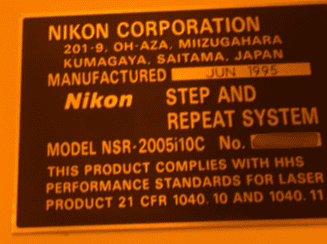 NIKON CORPORATION
201-9, OH-AZA, MIIZUGAHARA
KUMAGAYA, SAITAMA, JAPAN
MANUFACTURED JUN 1995
Nikon STEP AND
REPEAT SYSTEM
MODEL NSR-2005i10C No.
THIS PRODUCT COMPLIES WITH HHS
PERFORMANCE STANDARDS FOR LASER
PRODUCT 21 CFR 1040.10 AND 1040.11